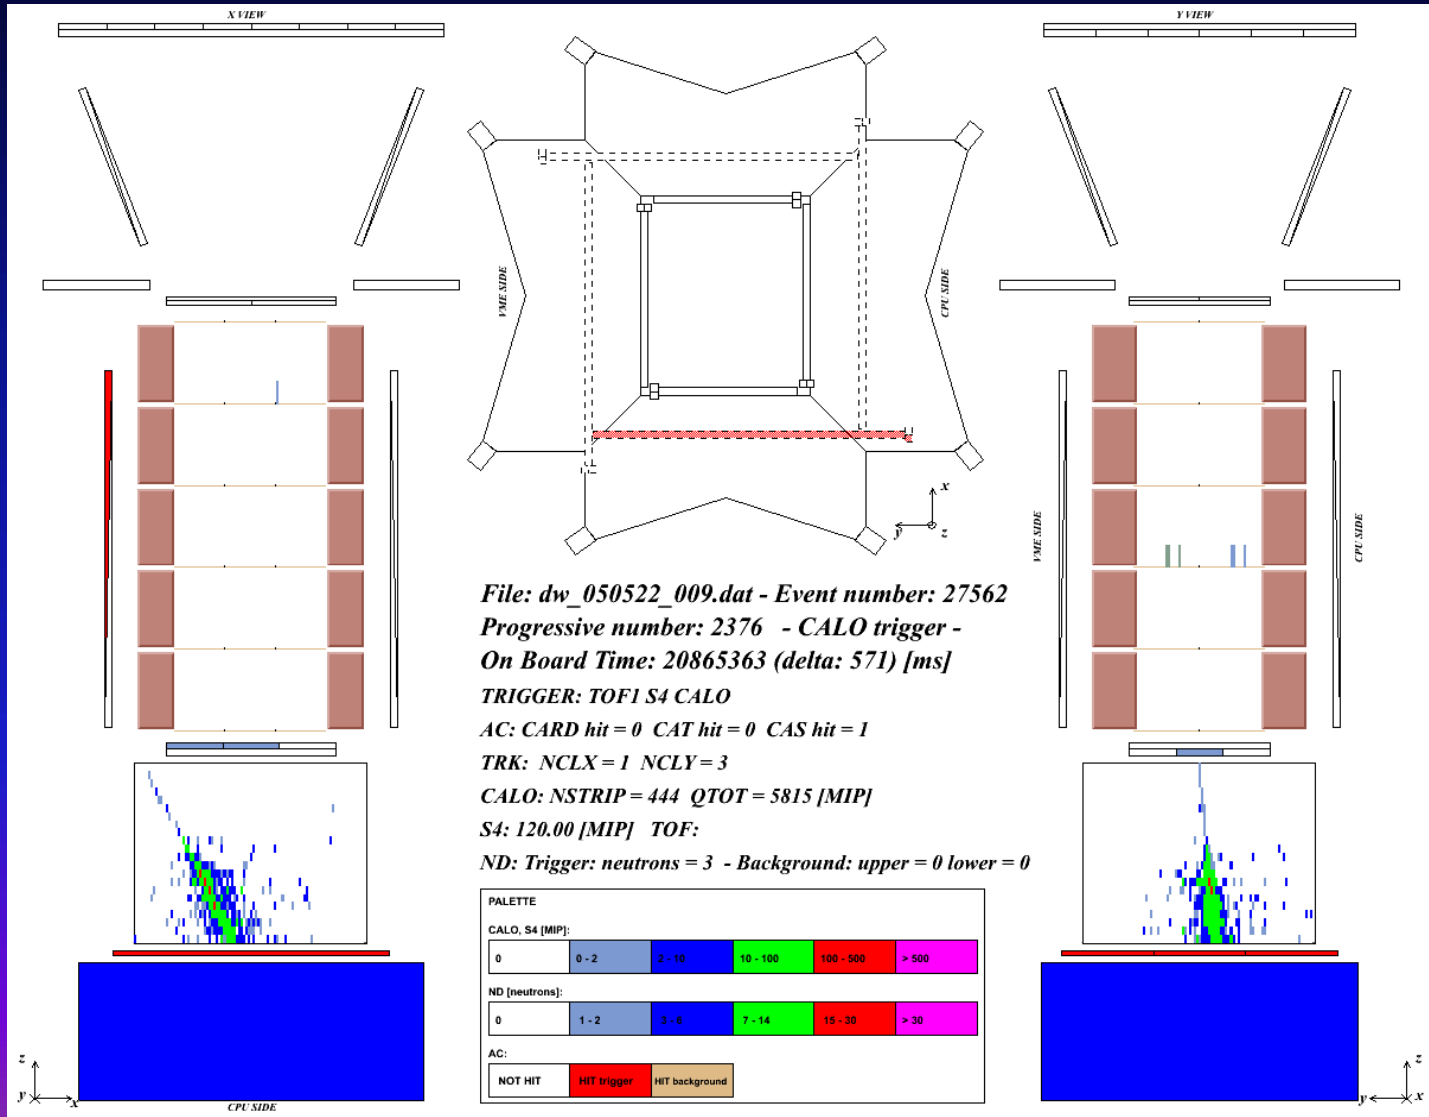 X VIEW
Y VIEW
VME SIDE
CPU SIDE
x
y
z
VME SIDE
CPU SIDE
File: dw_050522_009.dat - Event number: 27562
Progressive number: 2376 - CALO trigger -
On Board Time: 20865363 (delta: 571) [ms]
TRIGGER: TOF1 S4 CALO
AC: CARD hit = 0 CAT hit = 0 CAS hit = 1
TRK: NCLX = 1 NCLY = 3
CALO: NSTRIP = 444 QTOT = 5815 [MIP]
S4: 120.00 [MIP] TOF:
ND: Trigger: neutrons = 3 - Background: upper = 0 lower = 0
PALETTE
CALO, S4 [MIP]:
0 0 - 2 2 - 10 10 - 100 100 - 500 > 500
ND [neutrons]:
0 1 - 2 3 - 6 7 - 14 15 - 30 > 30
AC:
NOT HIT HIT trigger HIT background
z
y
x
CPU SIDE
z
y
x